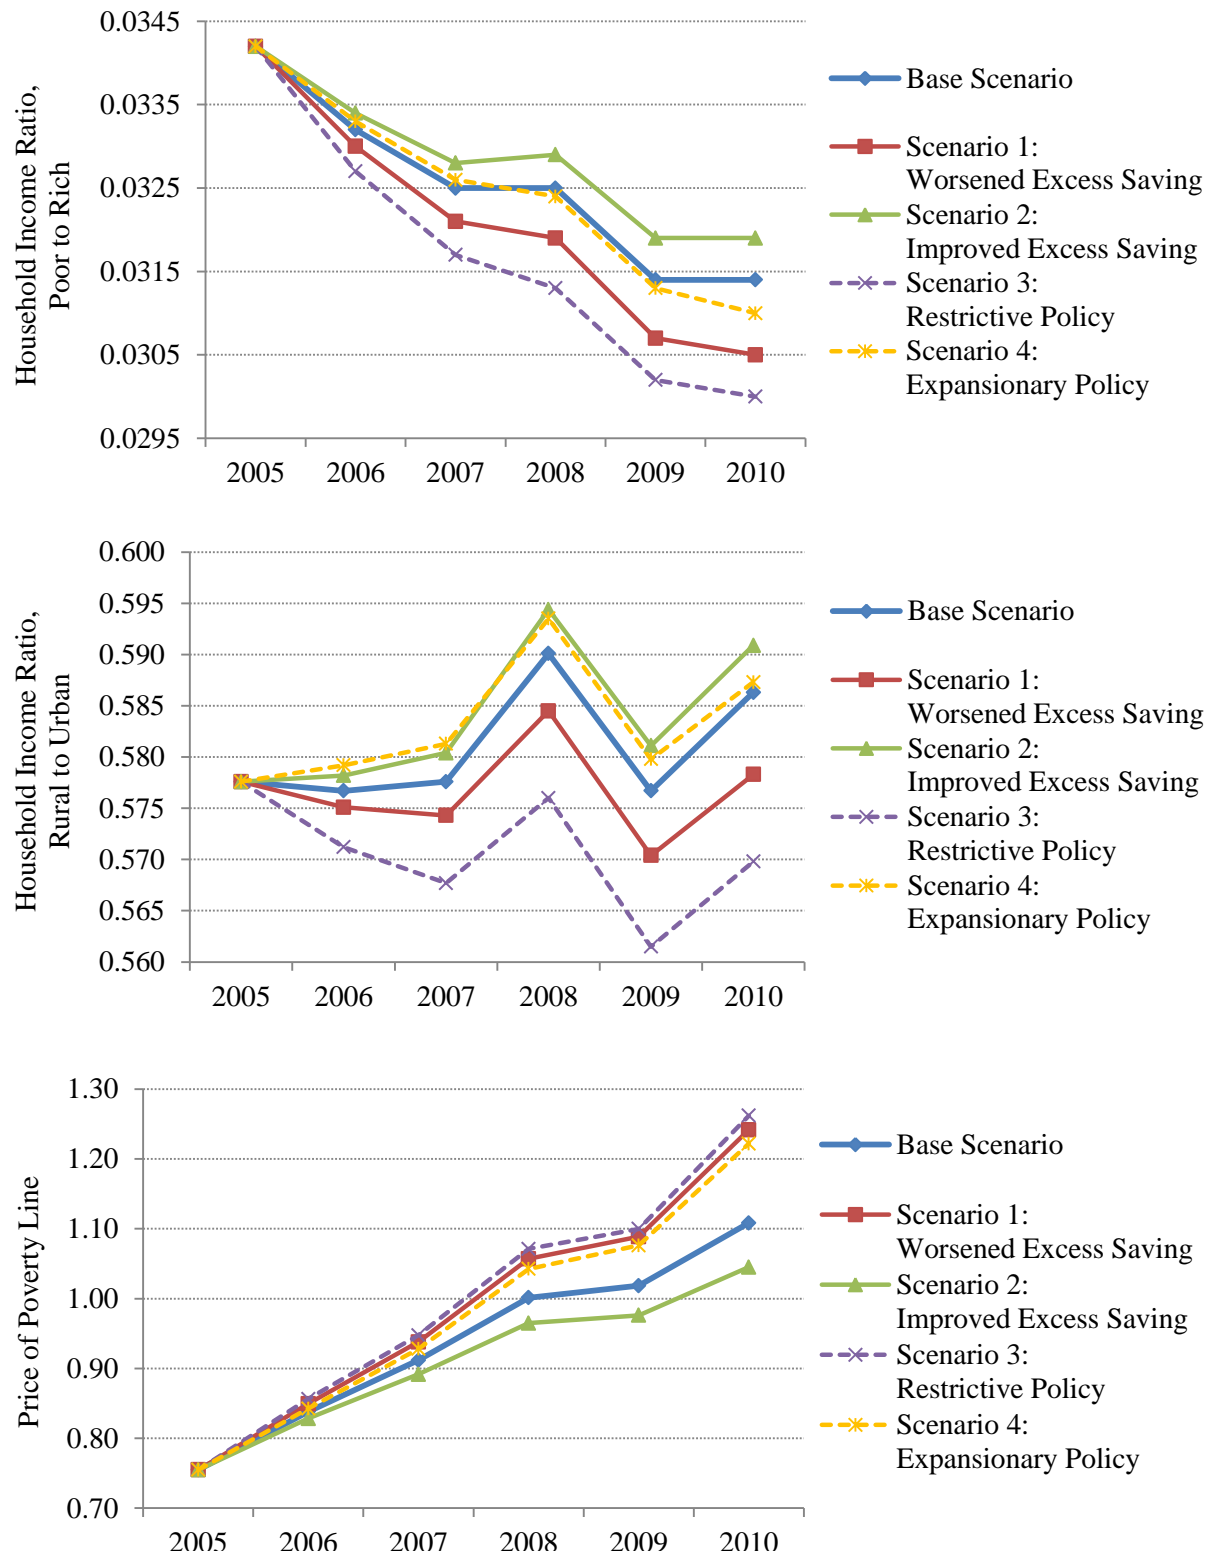 Household Income Ratio,
Poor to Rich
0.0345
0.0335
0.0325
0.0315
0.0305
0.0295
2005 2006 2007 2008 2009 2010
Base Scenario
Scenario 1:
Worsened Excess Saving
Scenario 2:
Improved Excess Saving
Scenario 3:
Restrictive Policy
Scenario 4:
Expansionary Policy
Household Income Ratio,
Rural to Urban
0.600
0.595
0.590
0.585
0.580
0.575
0.570
0.565
0.560
2005 2006 2007 2008 2009 2010
Base Scenario
Scenario 1:
Worsened Excess Saving
Scenario 2:
Improved Excess Saving
Scenario 3:
Restrictive Policy
Scenario 4:
Expansionary Policy
Price of Poverty Line
1.30
1.20
1.10
1.00
0.90
0.80
0.70
2005 2006 2007 2008 2009 2010
Base Scenario
Scenario 1:
Worsened Excess Saving
Scenario 2:
Improved Excess Saving
Scenario 3:
Restrictive Policy
Scenario 4:
Expansionary Policy